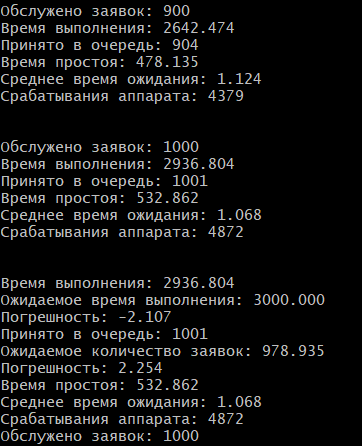 Обслужено заявок: 900
Время выполнения: 2642.474
Принято в очередь: 904
Время простоя: 478.135
Среднее время ожидания: 1.124
Срабатывания аппарата: 4379
Обслужено заявок: 1000
Время выполнения: 2936.804
Принято в очередь: 1001
Время простоя: 532.862
Среднее время ожидания: 1.068
Срабатывания аппарата: 4872
Время выполнения: 2936.804
Ожидаемое время выполнения: 3000.000
Погрешность: -2.107
Принято в очередь: 1001
Ожидаемое количество заявок: 978.935
Погрешность: 2.254
Время простоя: 532.862
Среднее время ожидания: 1.068
Срабатывания аппарата: 4872
Обслужено заявок: 1000